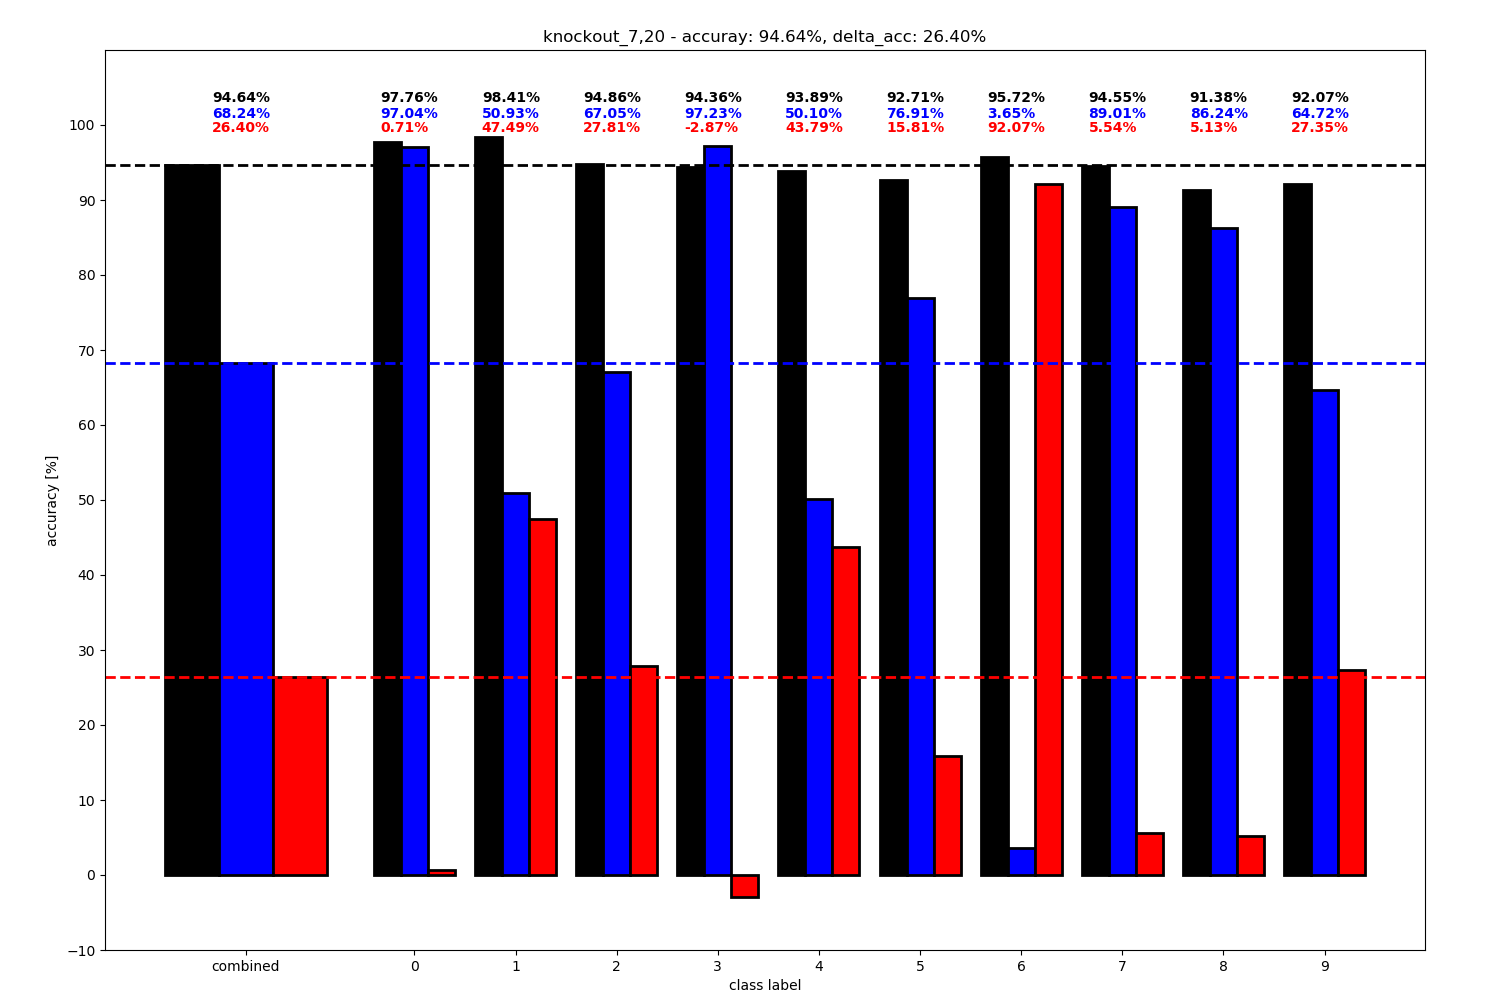 knockout_7,20 - accuray: 94.64%, delta_acc: 26.40%
94.64% 97.76% 98.41% 94.86% 94.36% 93.89% 92.71% 95.72% 94.55% 91.38% 92.07%
68.24% 97.04% 50.93% 67.05% 97.23% 50.10% 76.91% 3.65% 89.01% 86.24% 64.72%
26.40% 0.71% 47.49% 27.81% -2.87% 43.79% 15.81% 92.07% 5.54% 5.13% 27.35%
100
90
80
70
60
50
40
30
20
10
0
−10
accuracy [%]
combined 0 1 2 3 4 5 6 7 8 9
class label